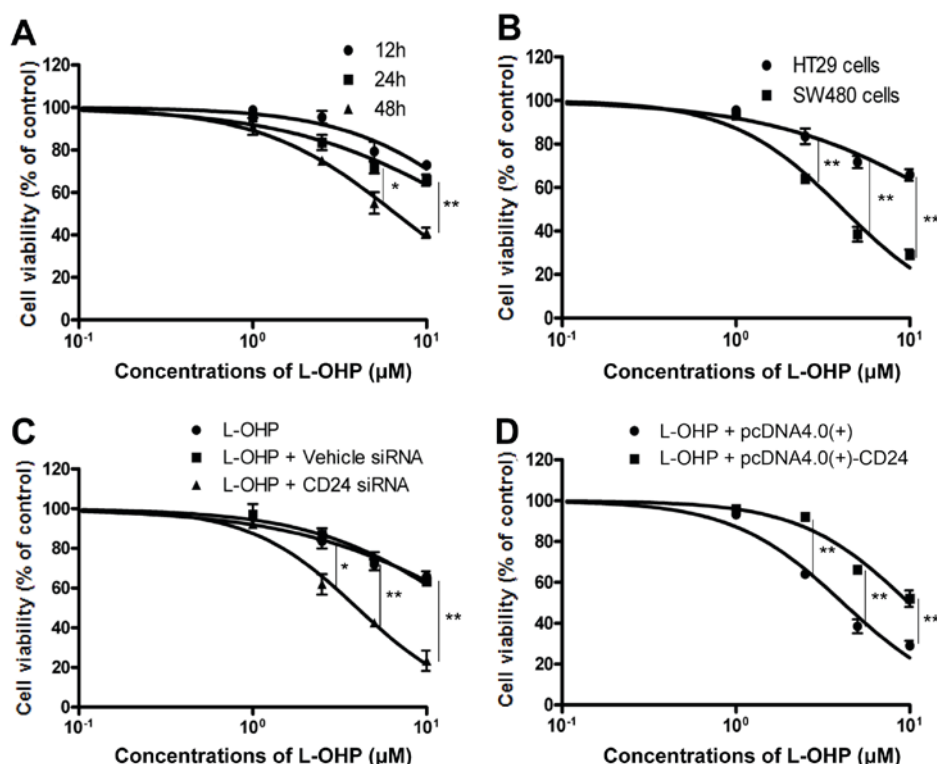 A
12h
24h
48h
Cell viability (% of control)
120
100
80
60
40
20
0
*
**
10⁻¹ 10⁰ 10¹
Concentrations of L-OHP (µM)
B
HT29 cells
SW480 cells
Cell viability (% of control)
120
100
80
60
40
20
0
**
**
**
10⁻¹ 10⁰ 10¹
Concentrations of L-OHP (µM)
C
L-OHP
L-OHP + Vehicle siRNA
L-OHP + CD24 siRNA
Cell viability (% of control)
120
100
80
60
40
20
0
*
**
**
10⁻¹ 10⁰ 10¹
Concentrations of L-OHP (µM)
D
L-OHP + pcDNA4.0(+)
L-OHP + pcDNA4.0(+)-CD24
Cell viability (% of control)
120
100
80
60
40
20
0
**
**
**
10⁻¹ 10⁰ 10¹
Concentrations of L-OHP (µM)